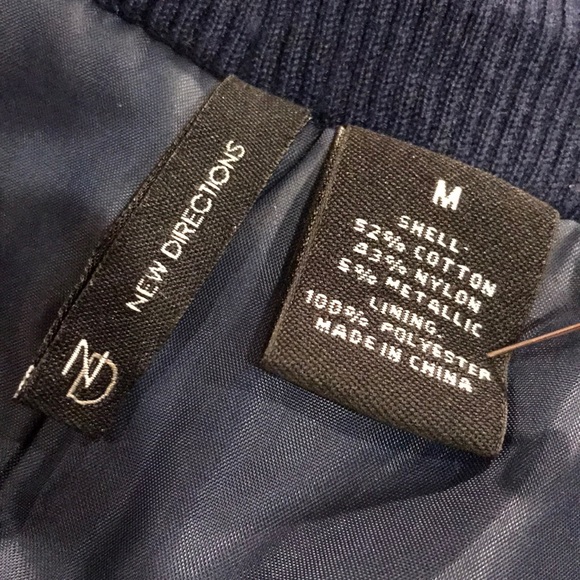 NEW DIRECTIONS
ND
M
SHELL-
52% COTTON
43% NYLON
5% METALLIC
LINING-
100% POLYESTER
MADE IN CHINA